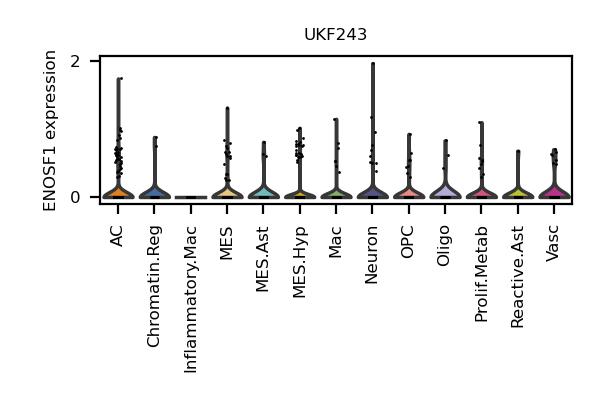 UKF243
ENOSF1 expression
2
0
AC
Chromatin.Reg
Inflammatory.Mac
MES
MES.Ast
MES.Hyp
Mac
Neuron
OPC
Oligo
Prolif.Metab
Reactive.Ast
Vasc